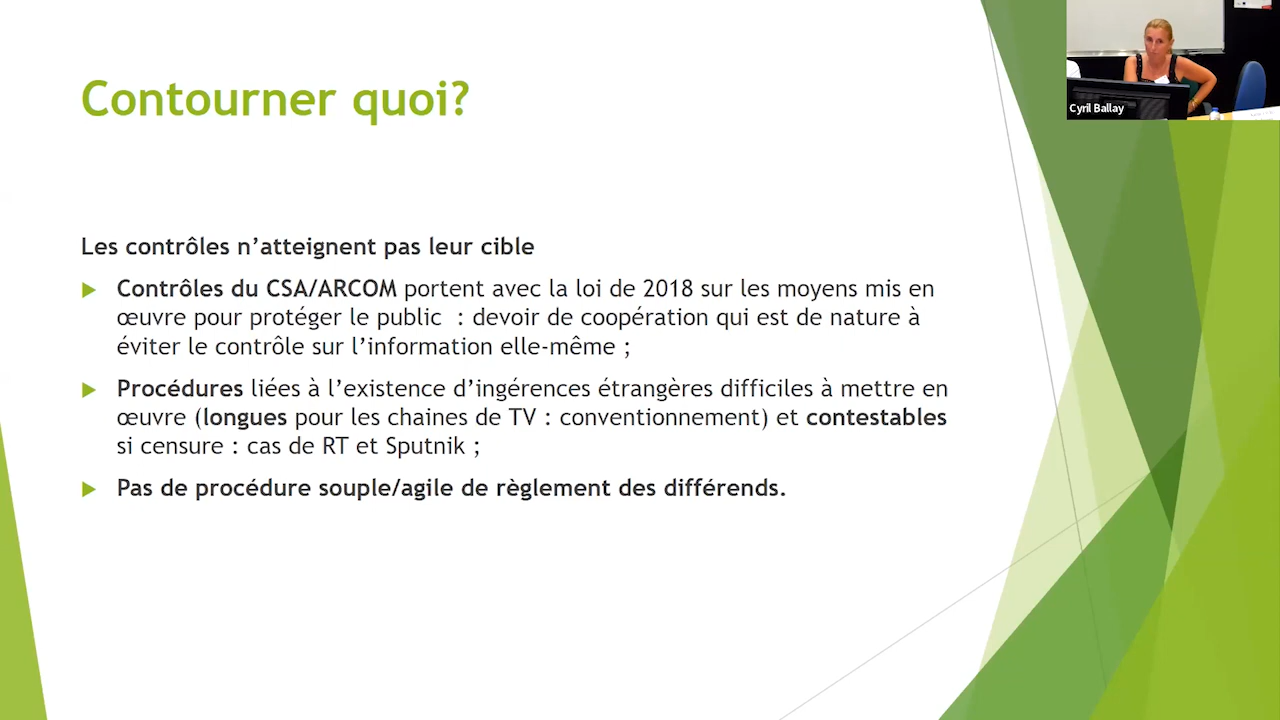 Contourner quoi?
Les contrôles n’atteignent pas leur cible
Contrôles du CSA/ARCOM portent avec la loi de 2018 sur les moyens mis en
œuvre pour protéger le public  : devoir de coopération qui est de nature à
éviter le contrôle sur l’information elle-même ;
Procédures liées à l’existence d’ingérences étrangères difficiles à mettre en
œuvre (longues pour les chaines de TV : conventionnement) et contestables
si censure : cas de RT et Sputnik ;
Pas de procédure souple/agile de règlement des différends.
Cyril Ballay